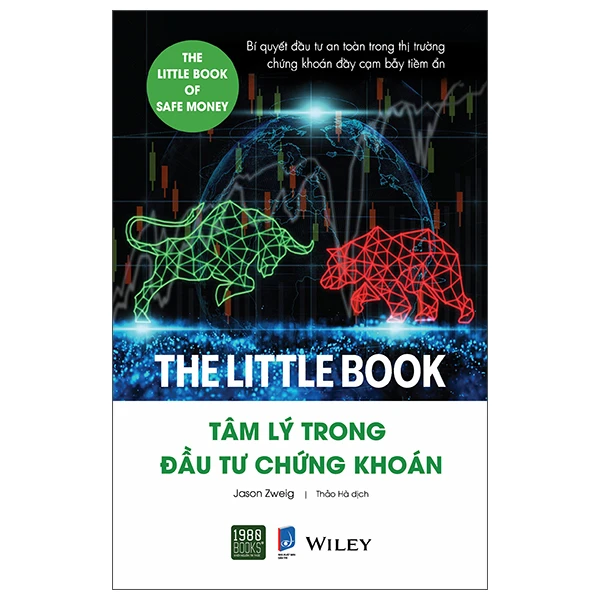 Bí quyết đầu tư an toàn trong thị trường
chứng khoán đầy cạm bẫy tiềm ẩn
THE
LITTLE BOOK
OF
SAFE MONEY
THE LITTLE BOOK
TÂM LÝ TRONG
ĐẦU TƯ CHỨNG KHOÁN
Jason Zweig | Thảo Hà dịch
1980
BOOKS
WILEY